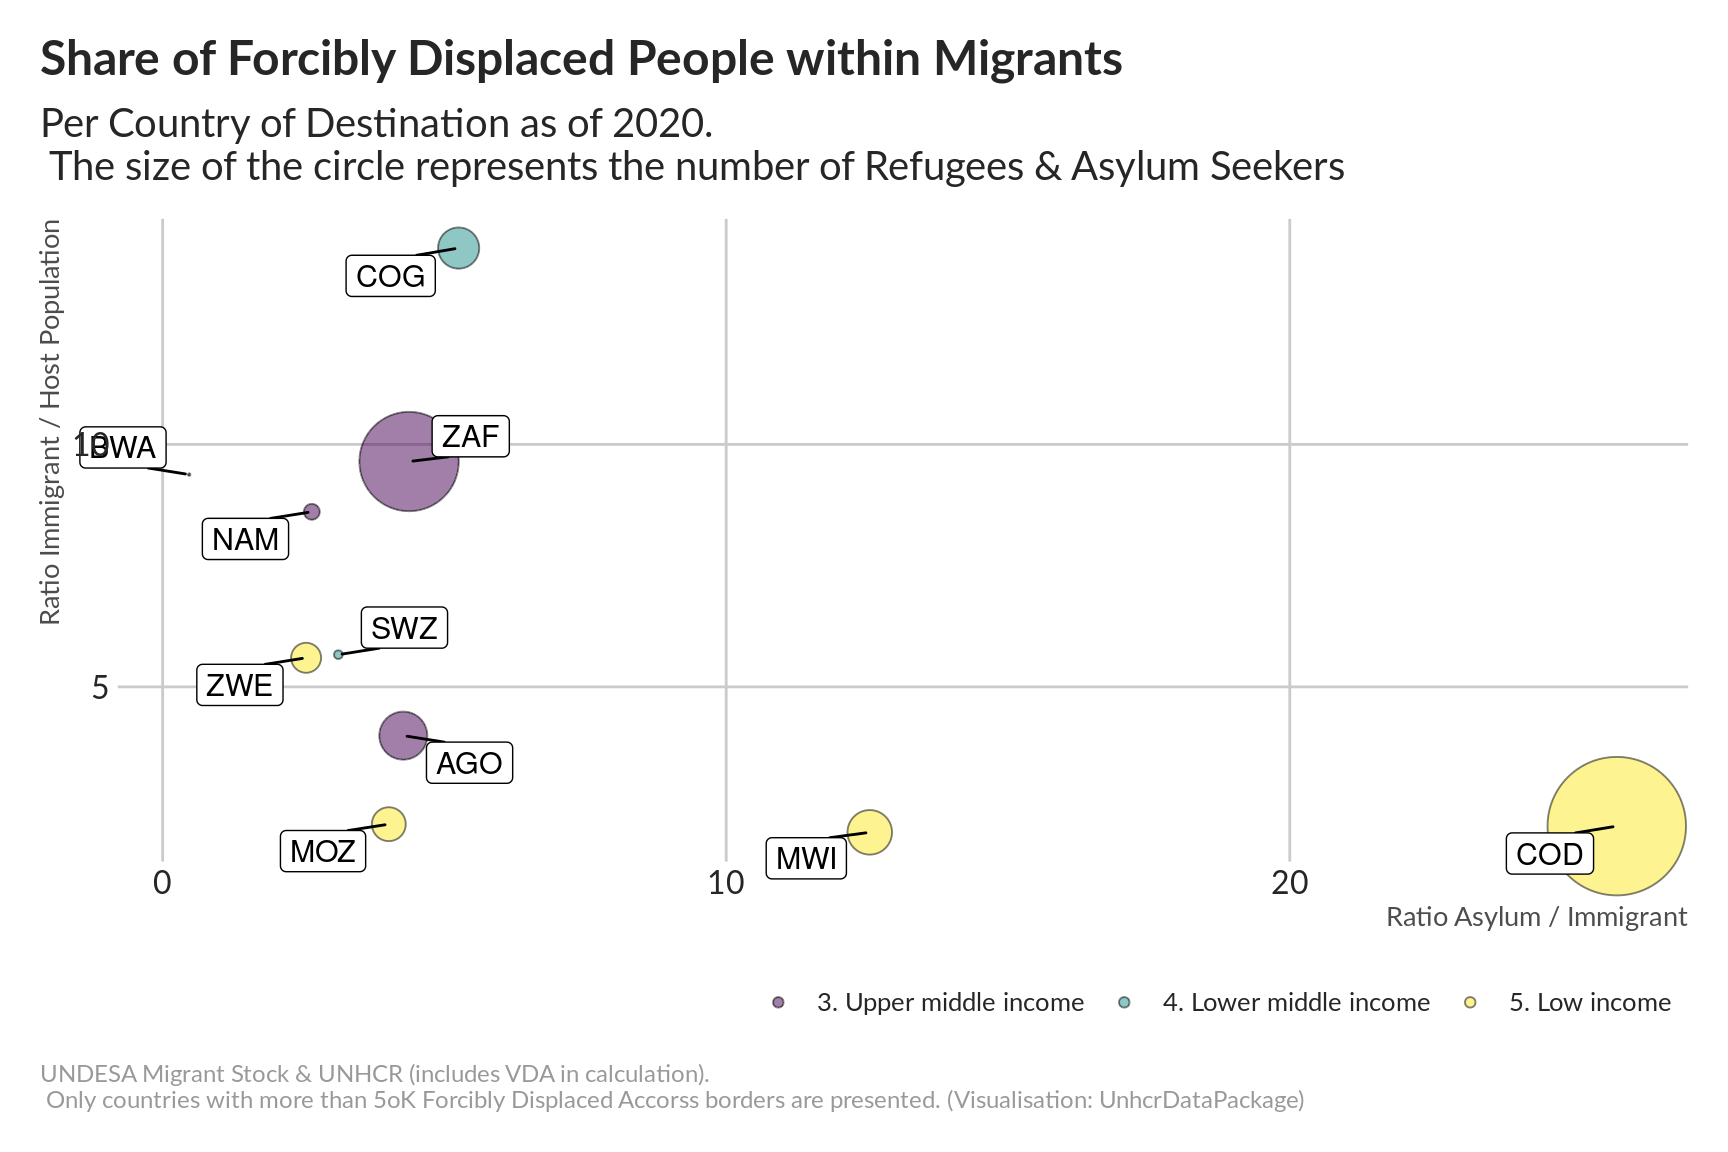 Share of Forcibly Displaced People within Migrants
Per Country of Destination as of 2020.
The size of the circle represents the number of Refugees & Asylum Seekers
Ratio Immigrant / Host Population
COG
ZAF
10
BWA
NAM
SWZ
ZWE
5
AGO
MOZ
MWI
COD
0 10 20
Ratio Asylum / Immigrant
3. Upper middle income 4. Lower middle income 5. Low income
UNDESA Migrant Stock & UNHCR (includes VDA in calculation).
Only countries with more than 5oK Forcibly Displaced Accorss borders are presented. (Visualisation: UnhcrDataPackage)